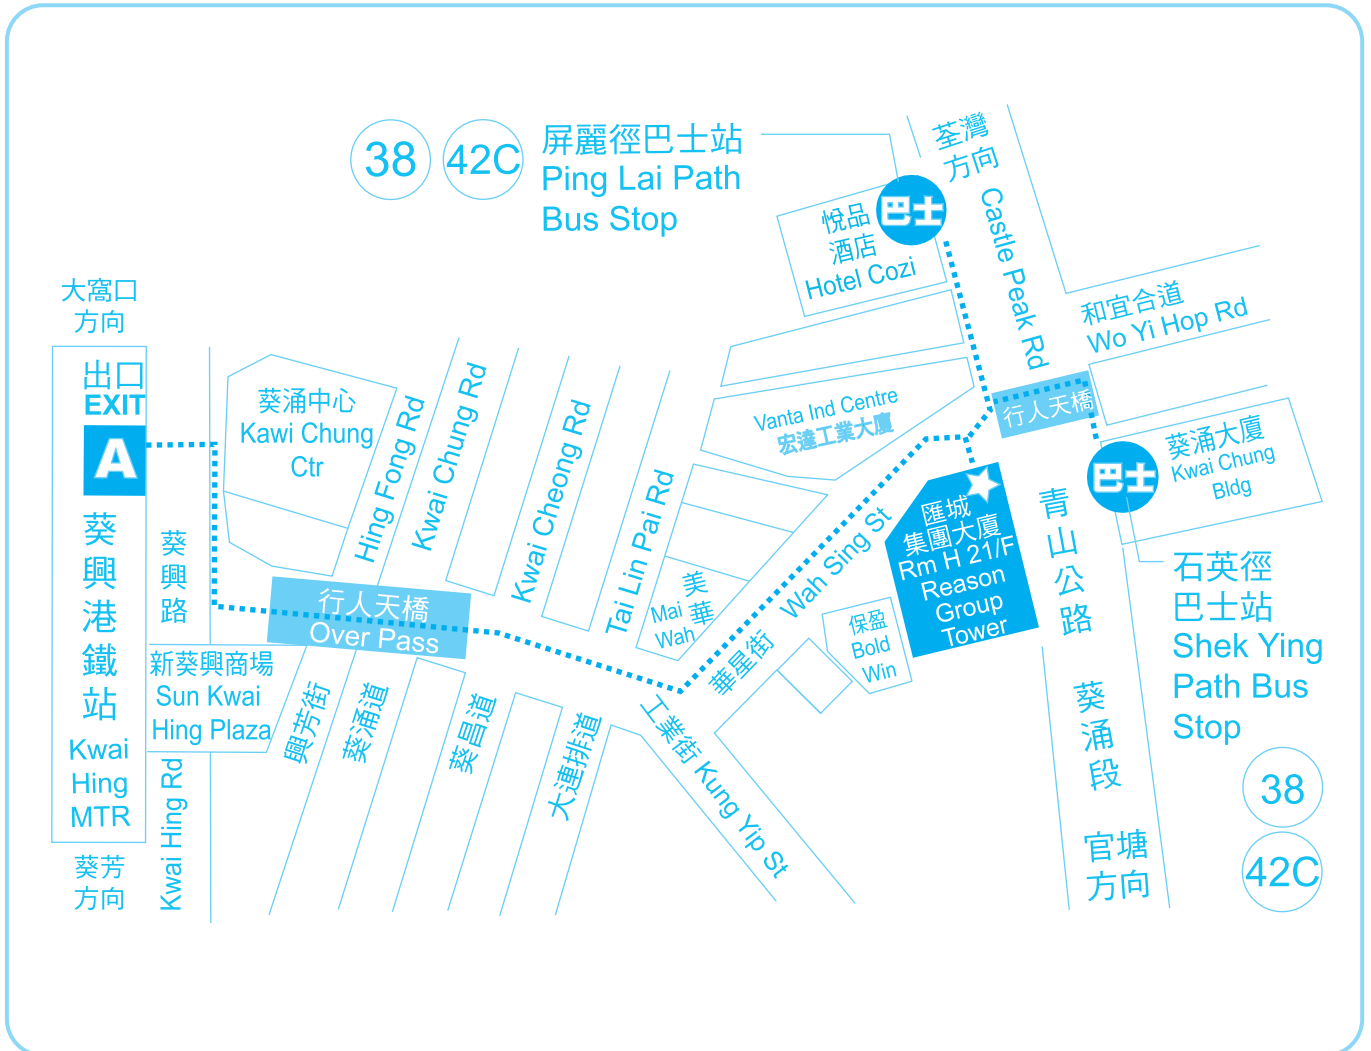 38
42C
屏麗徑巴士站
Ping Lai Path
Bus Stop
荃灣
方向
Castle Peak Rd
巴士
悅品
酒店
Hotel Cozi
和宜合道
Wo Yi Hop Rd
大窩口
方向
出口
EXIT
A
葵興港鐵站
Kwai
Hing
MTR
葵芳
方向
葵興路
Kwai Hing Rd
葵涌中心
Kawi Chung
Ctr
Hing Fong Rd
Kwai Chung Rd
Kwai Cheong Rd
Tai Lin Pai Rd
行人天橋
Over Pass
新葵興商場
Sun Kwai
Hing Plaza
興芳街
葵涌道
葵昌道
大連排道
工業街 Kung Yip St
華星街
Wah Sing St
美華
Mai
Wah
Vanta Ind Centre
宏達工業大廈
保盈
Bold
Win
匯城
集團大廈
Rm H 21/F
Reason
Group
Tower
行人天橋
巴士
葵涌大廈
Kwai Chung
Bldg
青山公路
葵涌段
官塘
方向
石英徑
巴士站
Shek Ying
Path Bus
Stop
38
42C